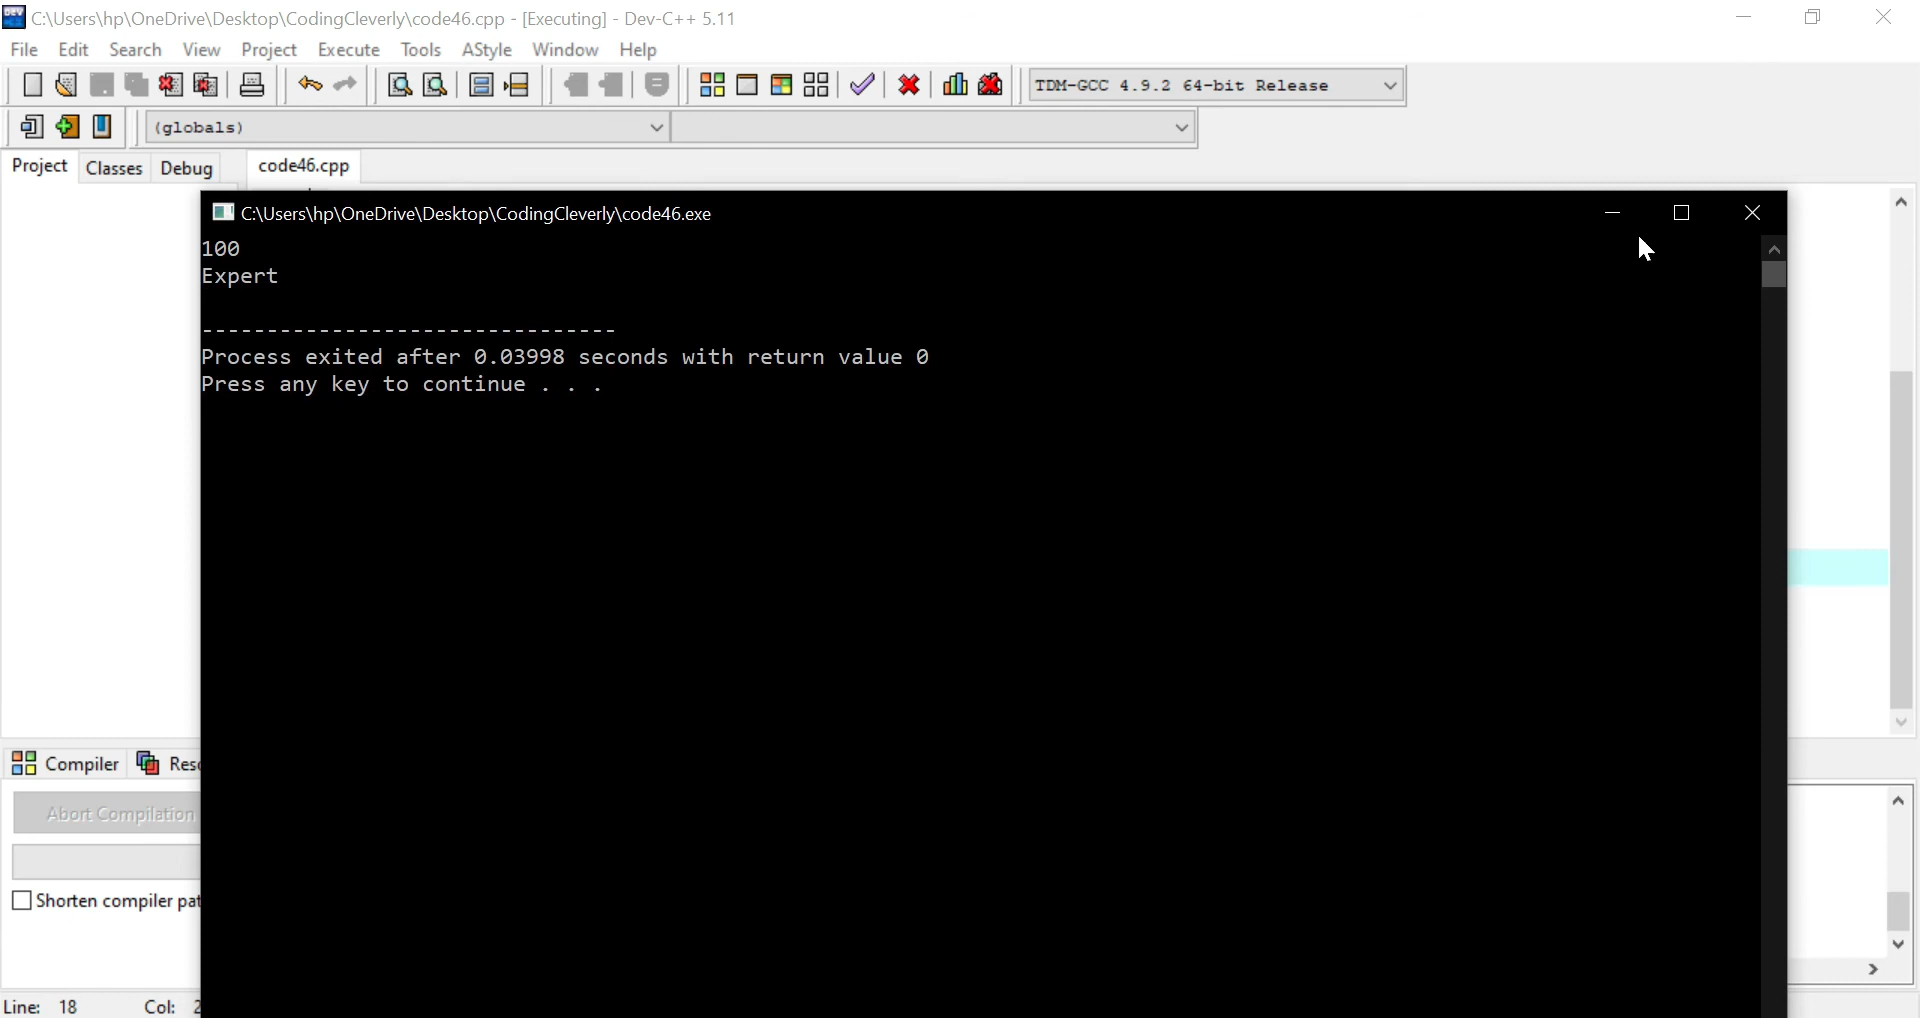 C:\Users\hp\OneDrive\Desktop\CodingCleverly\code46.cpp - [Executing] - Dev-C++ 5.11
File Edit Search View Project Execute Tools AStyle Window Help
TDM-GCC 4.9.2 64-bit Release
(globals)
Project Classes Debug code46.cpp
C:\Users\hp\OneDrive\Desktop\CodingCleverly\code46.exe
100
Expert
--------------------------------
Process exited after 0.03998 seconds with return value 0
Press any key to continue . . .
Compiler
Abort Compilation
Shorten compiler
Line: 18 Col: